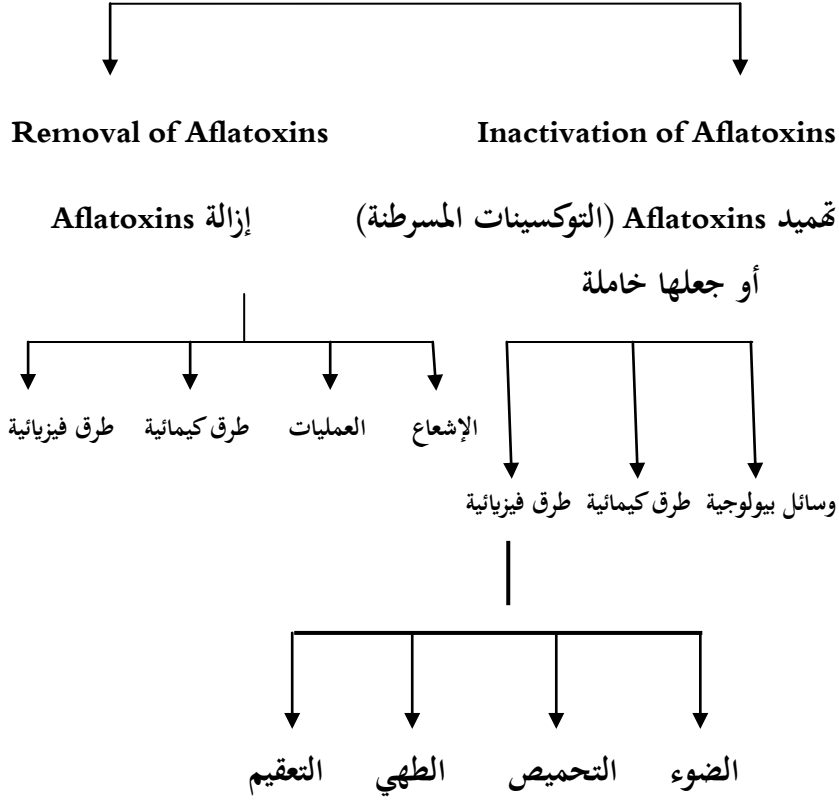 Removal of Aflatoxins
Inactivation of Aflatoxins
إزالة Aflatoxins
تهميد Aflatoxins (التوكسينات المسرطنة)
أو جعلها خاملة
الإشعاع
العمليات
طرق كيمائية
طرق فيزيائية
وسائل بيولوجية
طرق كيمائية
طرق فيزيائية
الضوء
التحميص
الطهي
التعقيم